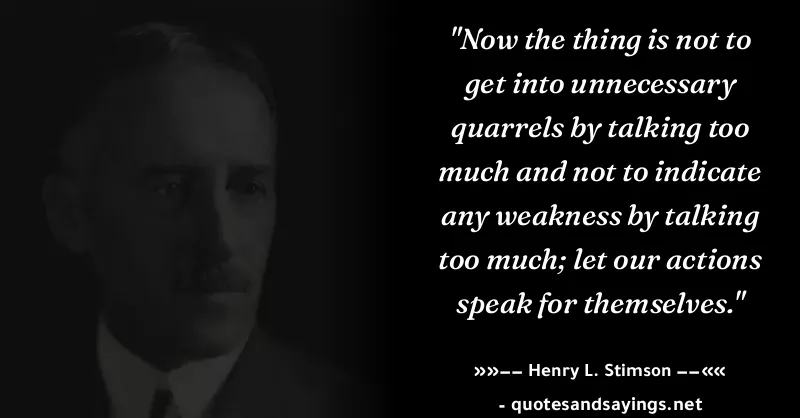 "Now the thing is not to
get into unnecessary
quarrels by talking too
much and not to indicate
any weakness by talking
too much; let our actions
speak for themselves."
»»–– Henry L. Stimson ––««
- quotesandsayings.net